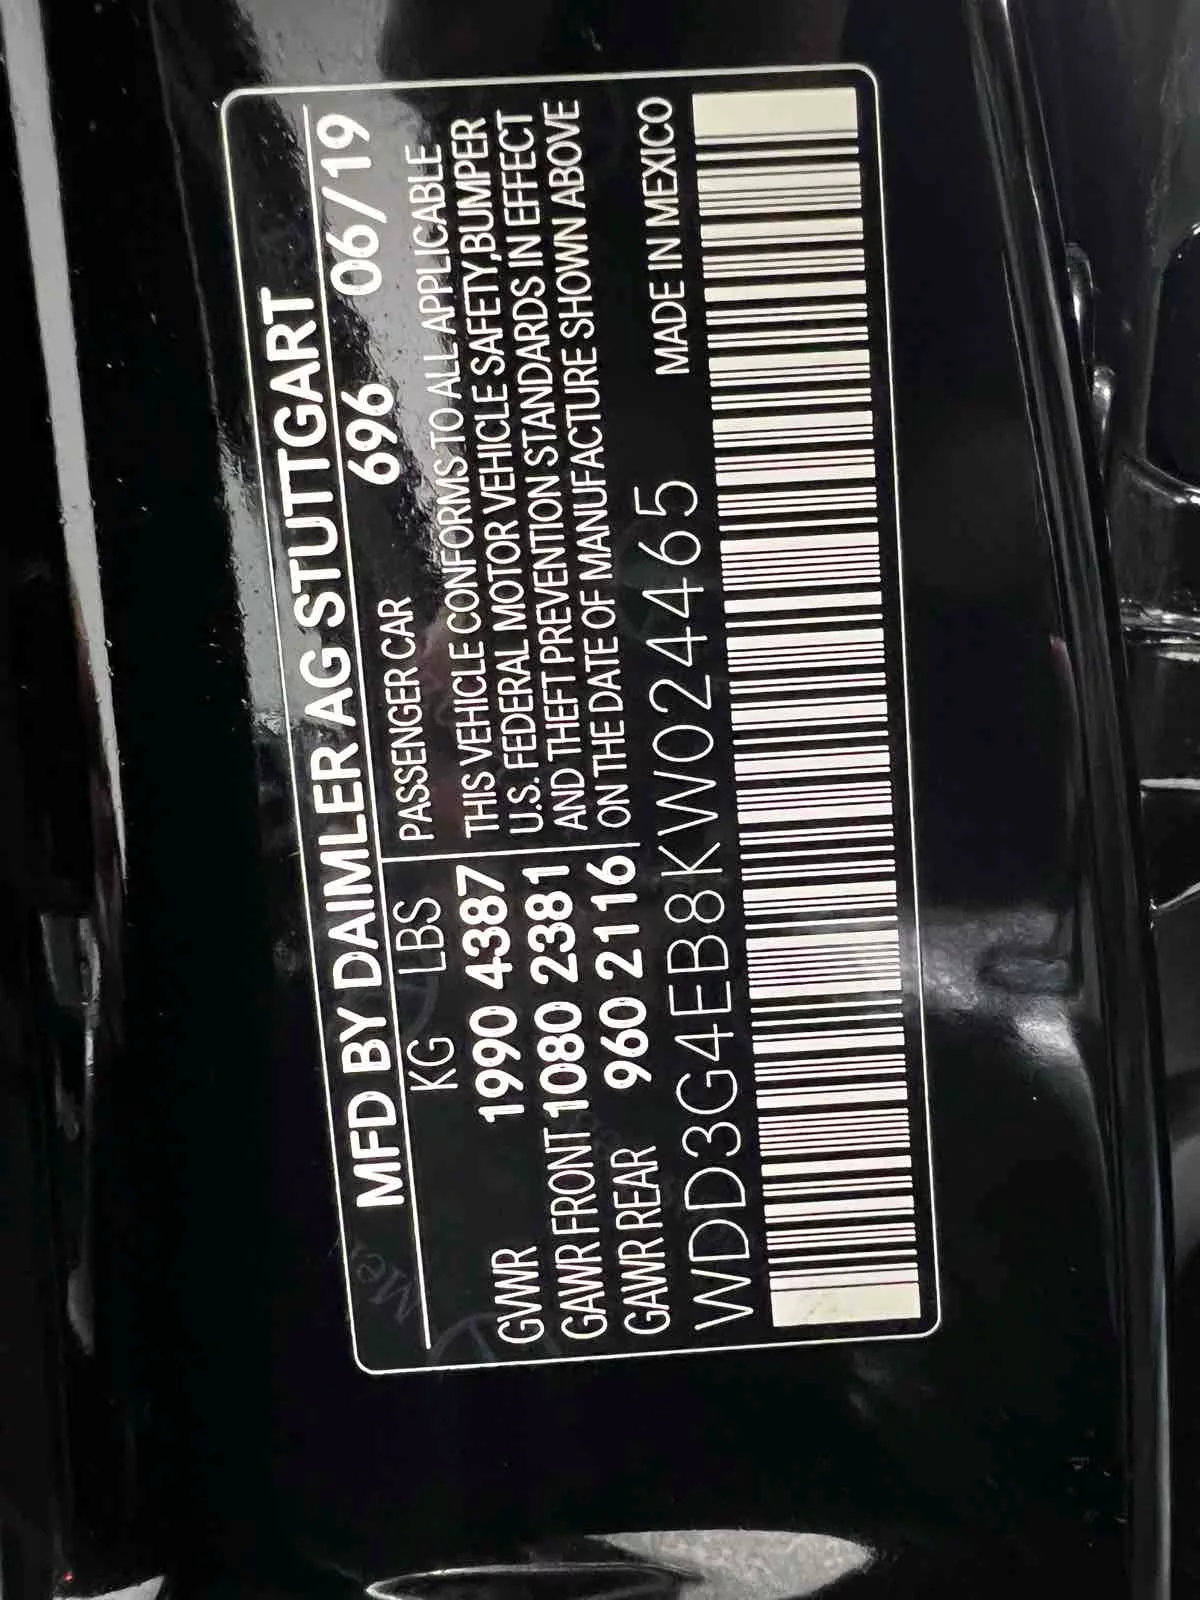 MFD BY DAIMLER AG STUTTGART
KG LBS PASSENGER CAR 696 06/19
GVWR 1990 4387 THIS VEHICLE CONFORMS TO ALL APPLICABLE
GAWR FRONT 1080 2381 U.S. FEDERAL MOTOR VEHICLE SAFETY, BUMPER
GAWR REAR 960 2116 AND THEFT PREVENTION STANDARDS IN EFFECT
ON THE DATE OF MANUFACTURE SHOWN ABOVE
WDD3G4EB8KW024465 MADE IN MEXICO